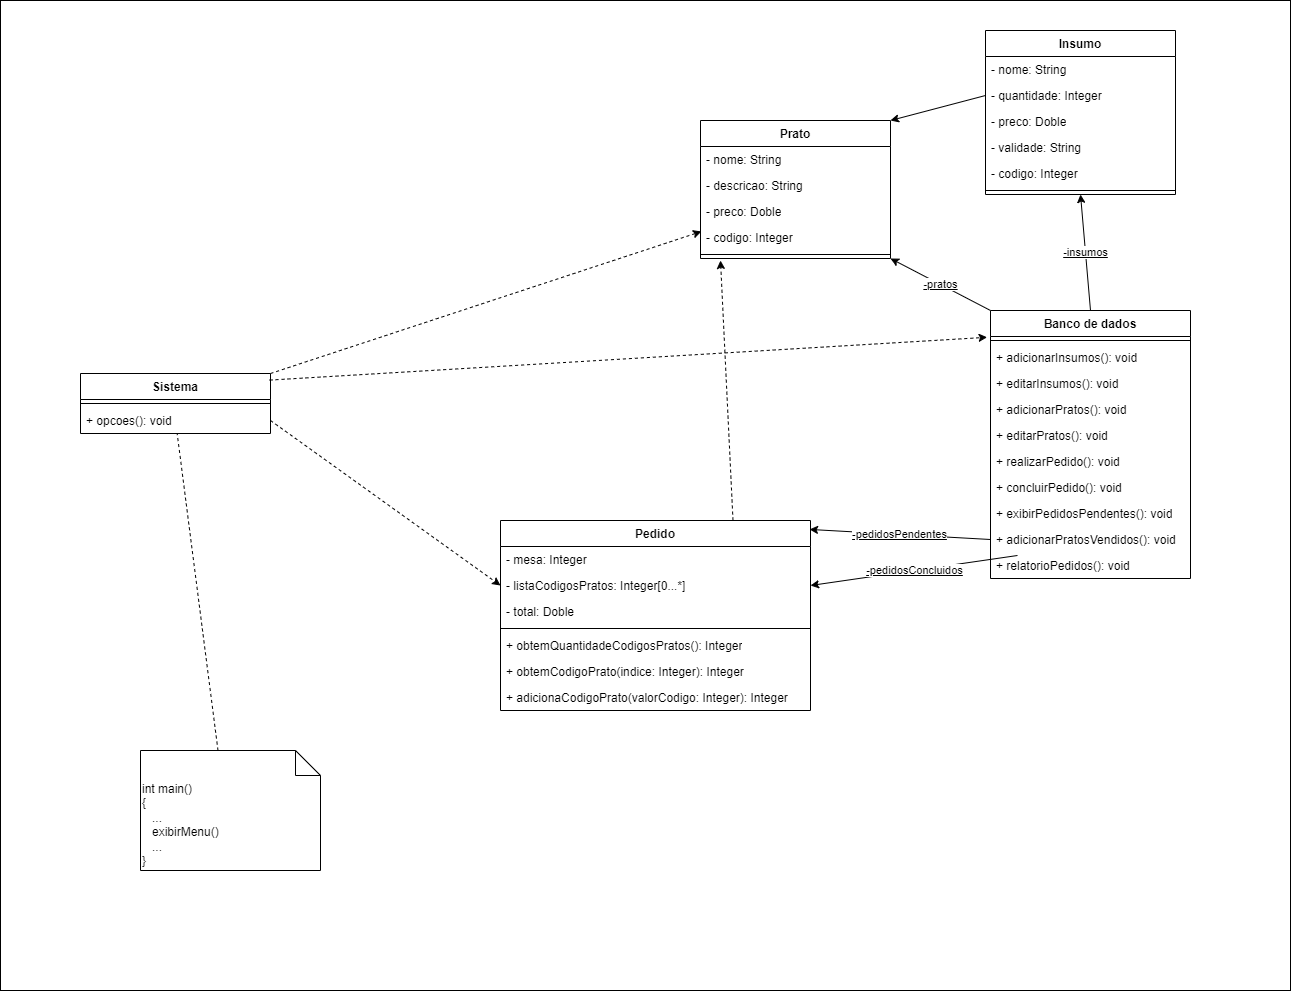 Insumo
- nome: String
- quantidade: Integer
- preco: Doble
- validade: String
- codigo: Integer
Prato
- nome: String
- descricao: String
- preco: Doble
- codigo: Integer
-insumos
-pratos
Banco de dados
+ adicionarInsumos(): void
+ editarInsumos(): void
+ adicionarPratos(): void
+ editarPratos(): void
+ realizarPedido(): void
+ concluirPedido(): void
+ exibirPedidosPendentes(): void
+ adicionarPratosVendidos(): void
+ relatorioPedidos(): void
Sistema
+ opcoes(): void
-pedidosPendentes
-pedidosConcluidos
Pedido
- mesa: Integer
- listaCodigosPratos: Integer[0...*]
- total: Doble
+ obtemQuantidadeCodigosPratos(): Integer
+ obtemCodigoPrato(indice: Integer): Integer
+ adicionaCodigoPrato(valorCodigo: Integer): Integer
int main()
{
...
exibirMenu()
...
}